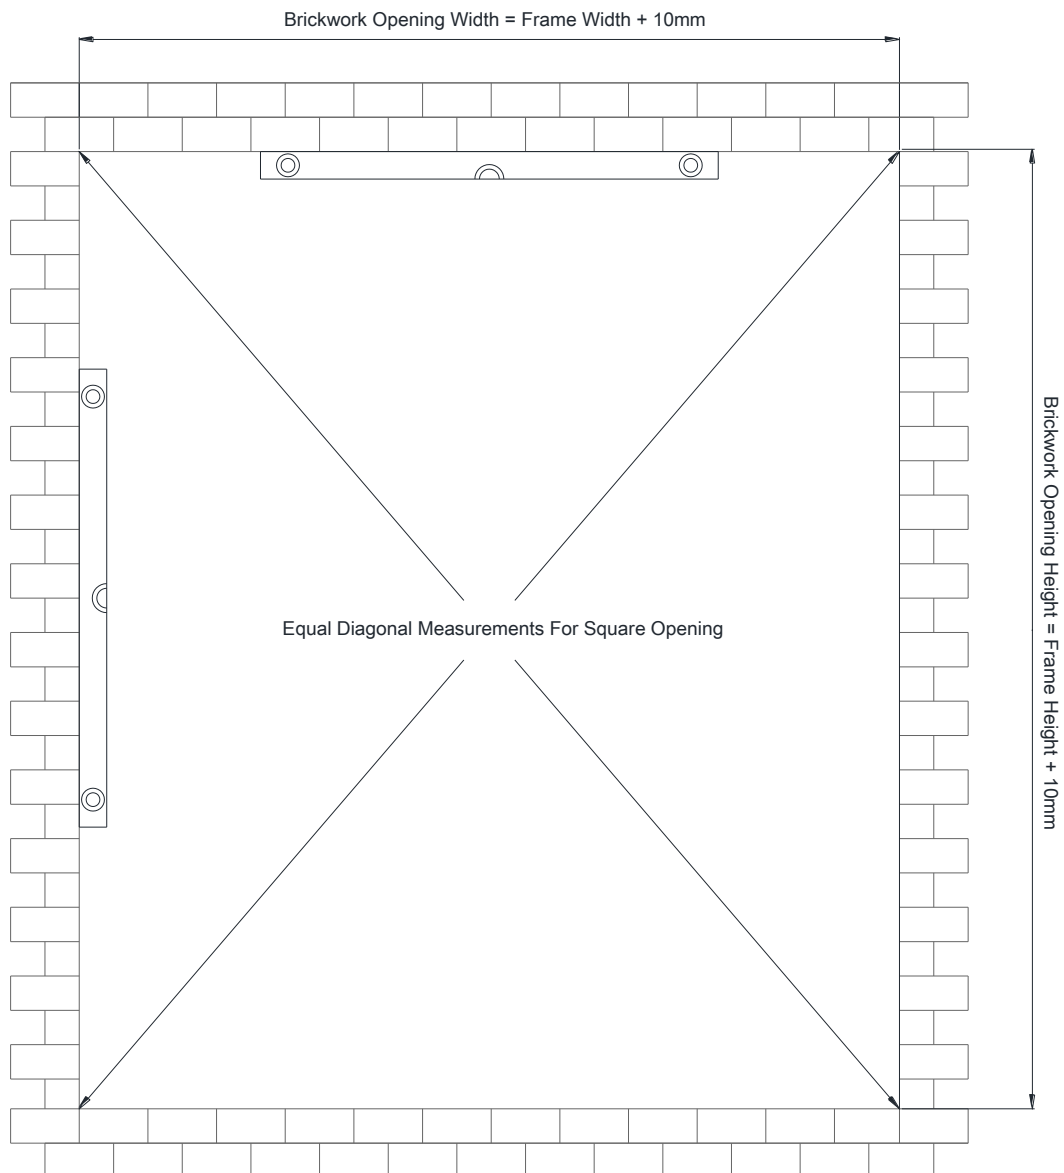 Brickwork Opening Width = Frame Width + 10mm
Equal Diagonal Measurements For Square Opening
Brickwork Opening Height = Frame Height + 10mm